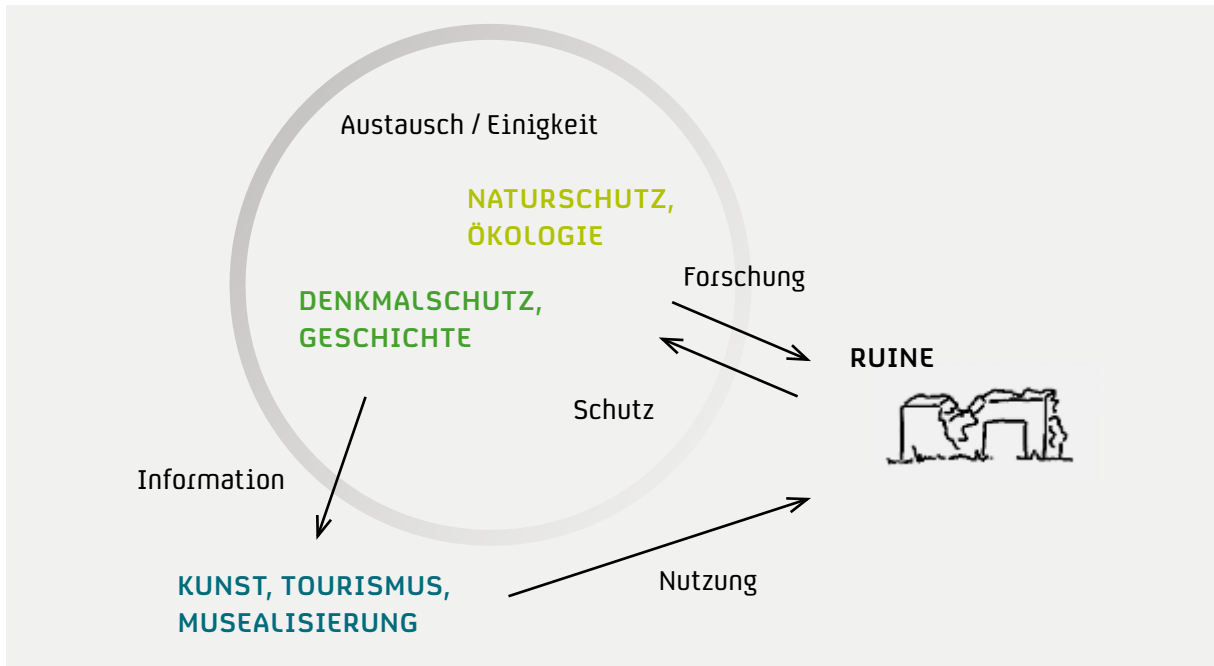 Austausch / Einigkeit
NATURSCHUTZ,
ÖKOLOGIE
Forschung
DENKMALSCHUTZ,
GESCHICHTE
RUINE
Schutz
Information
KUNST, TOURISMUS,
MUSEALISIERUNG
Nutzung